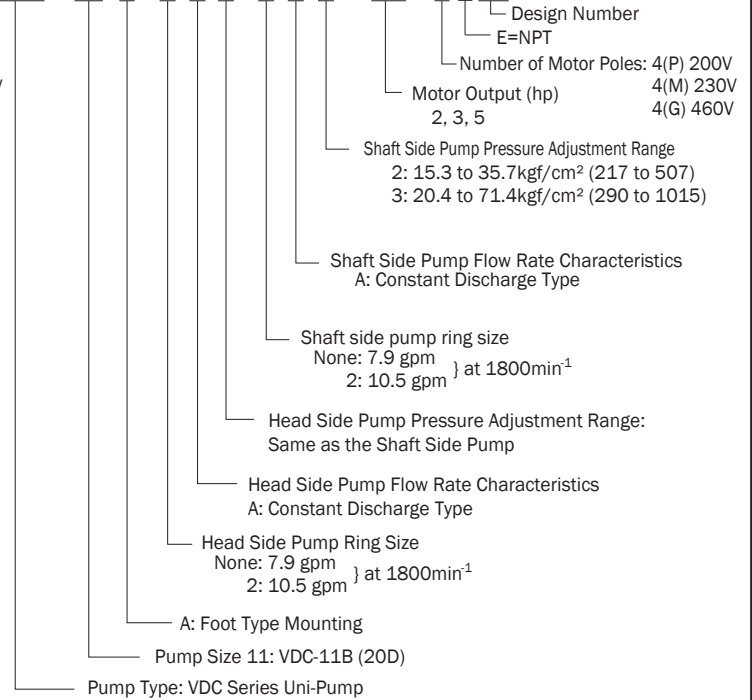 Design Number
E=NPT
Number of Motor Poles: 4(P) 200V
4(M) 230V
4(G) 460V
Motor Output (hp)
2, 3, 5
Shaft Side Pump Pressure Adjustment Range
2: 15.3 to 35.7kgf/cm² (217 to 507)
3: 20.4 to 71.4kgf/cm² (290 to 1015)
Shaft Side Pump Flow Rate Characteristics
A: Constant Discharge Type
Shaft side pump ring size
None: 7.9 gpm
2: 10.5 gpm } at 1800min⁻¹
Head Side Pump Pressure Adjustment Range:
Same as the Shaft Side Pump
Head Side Pump Flow Rate Characteristics
A: Constant Discharge Type
Head Side Pump Ring Size
None: 7.9 gpm
2: 10.5 gpm } at 1800min⁻¹
A: Foot Type Mounting
Pump Size 11: VDC-11B (20D)
Pump Type: VDC Series Uni-Pump